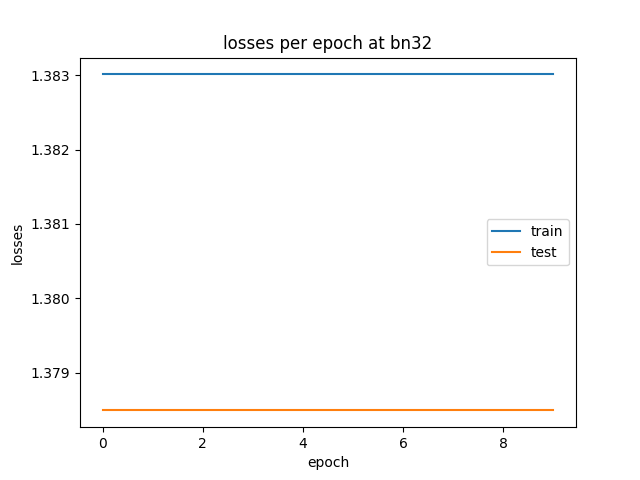 losses per epoch at bn32
1.383
1.382
1.381
1.380
1.379
losses
train
test
0 2 4 6 8
epoch